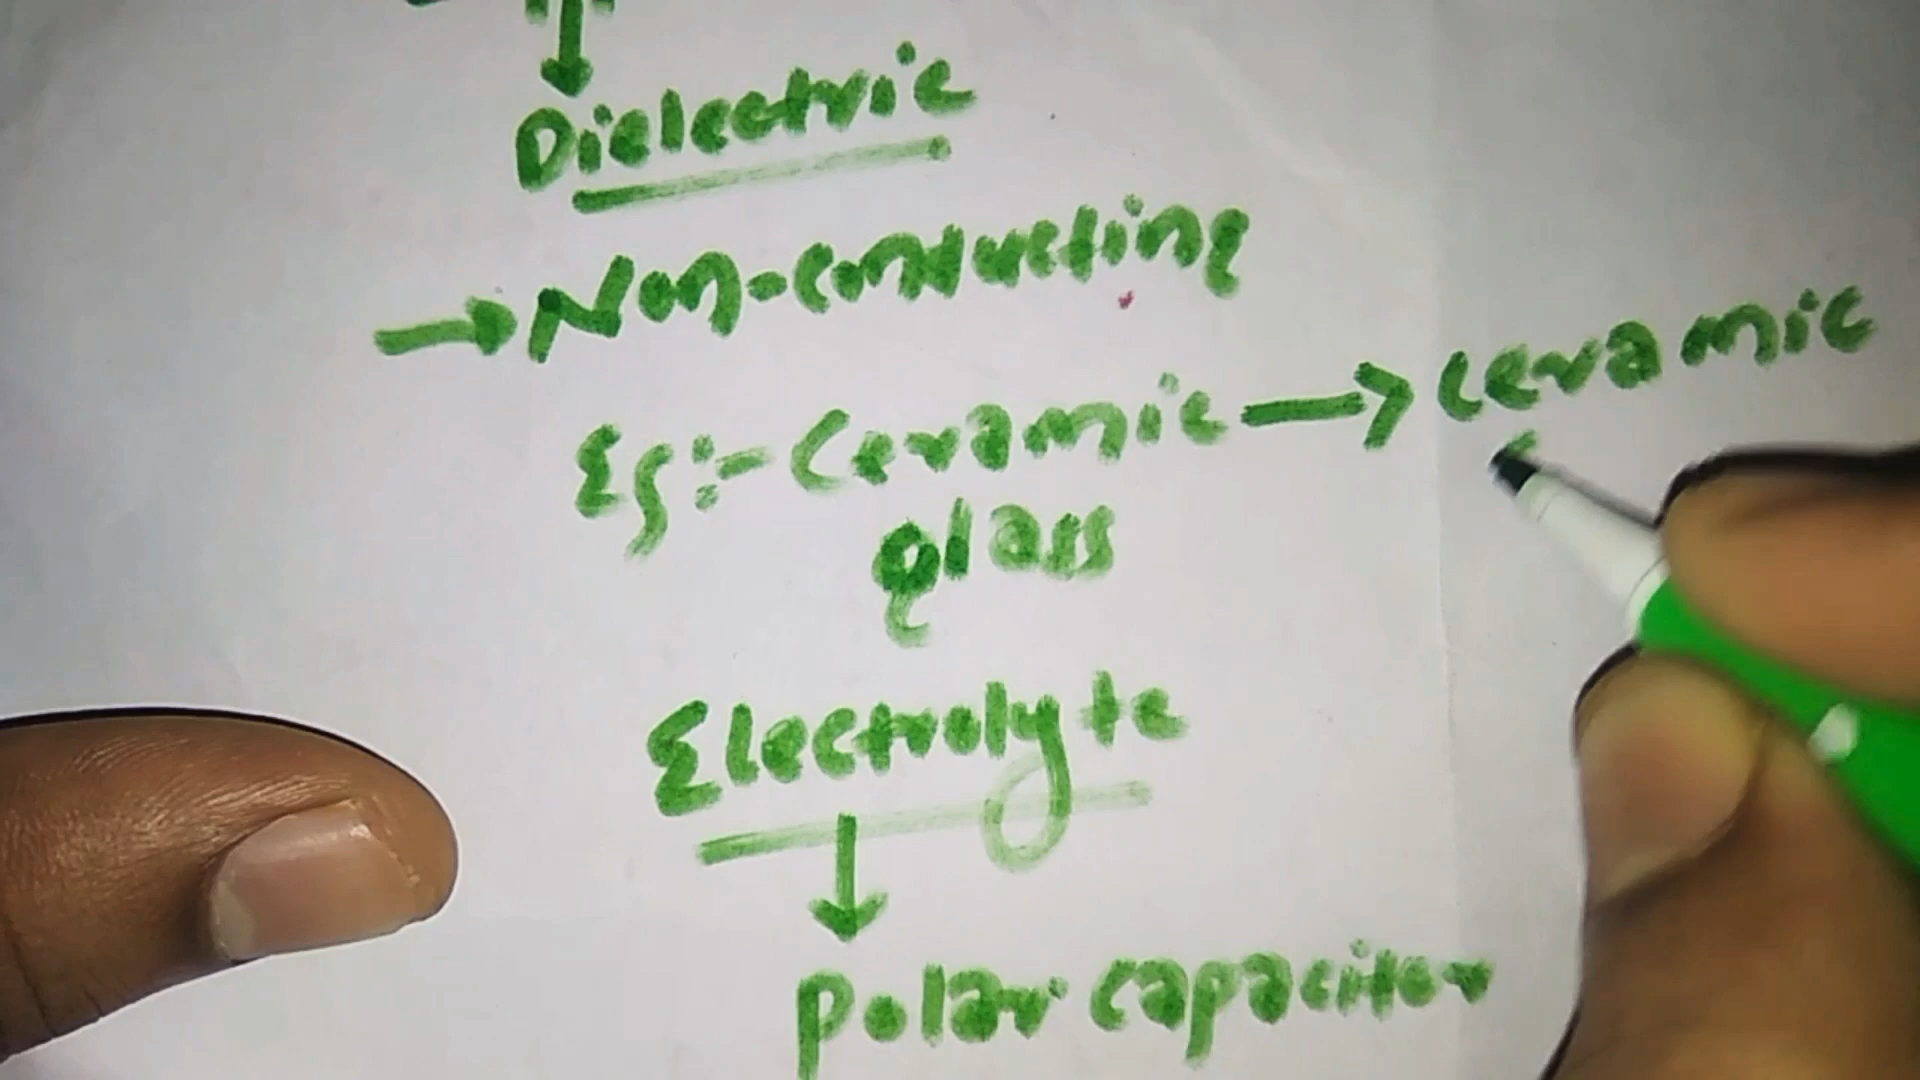 Dielectric
→ Non-conducting
Eg:- Ceramic → ceramic
glass
Electrolyte
Polar capacitor